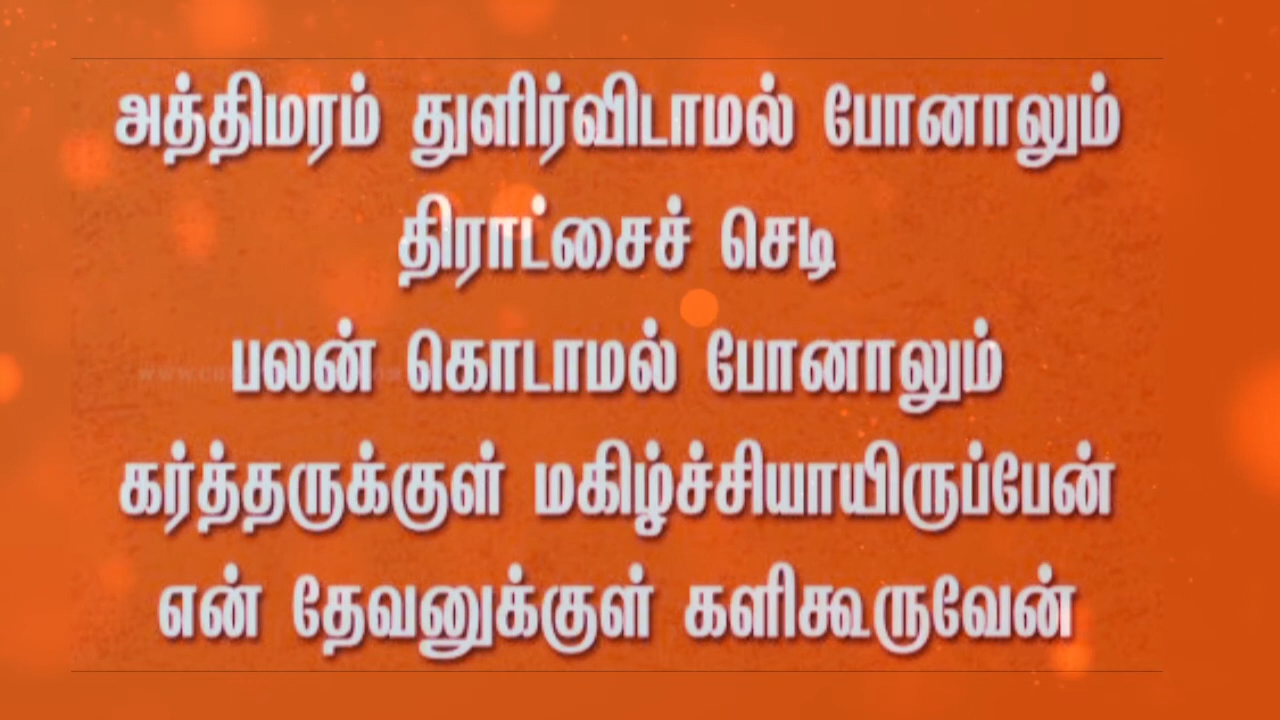 அத்திமரம் துளிர்விடாமல் போனாலும்
திராட்சைச் செடி
பலன் கொடாமல் போனாலும்
கர்த்தருக்குள் மகிழ்ச்சியாயிருப்பேன்
என் தேவனுக்குள் களிகூருவேன்